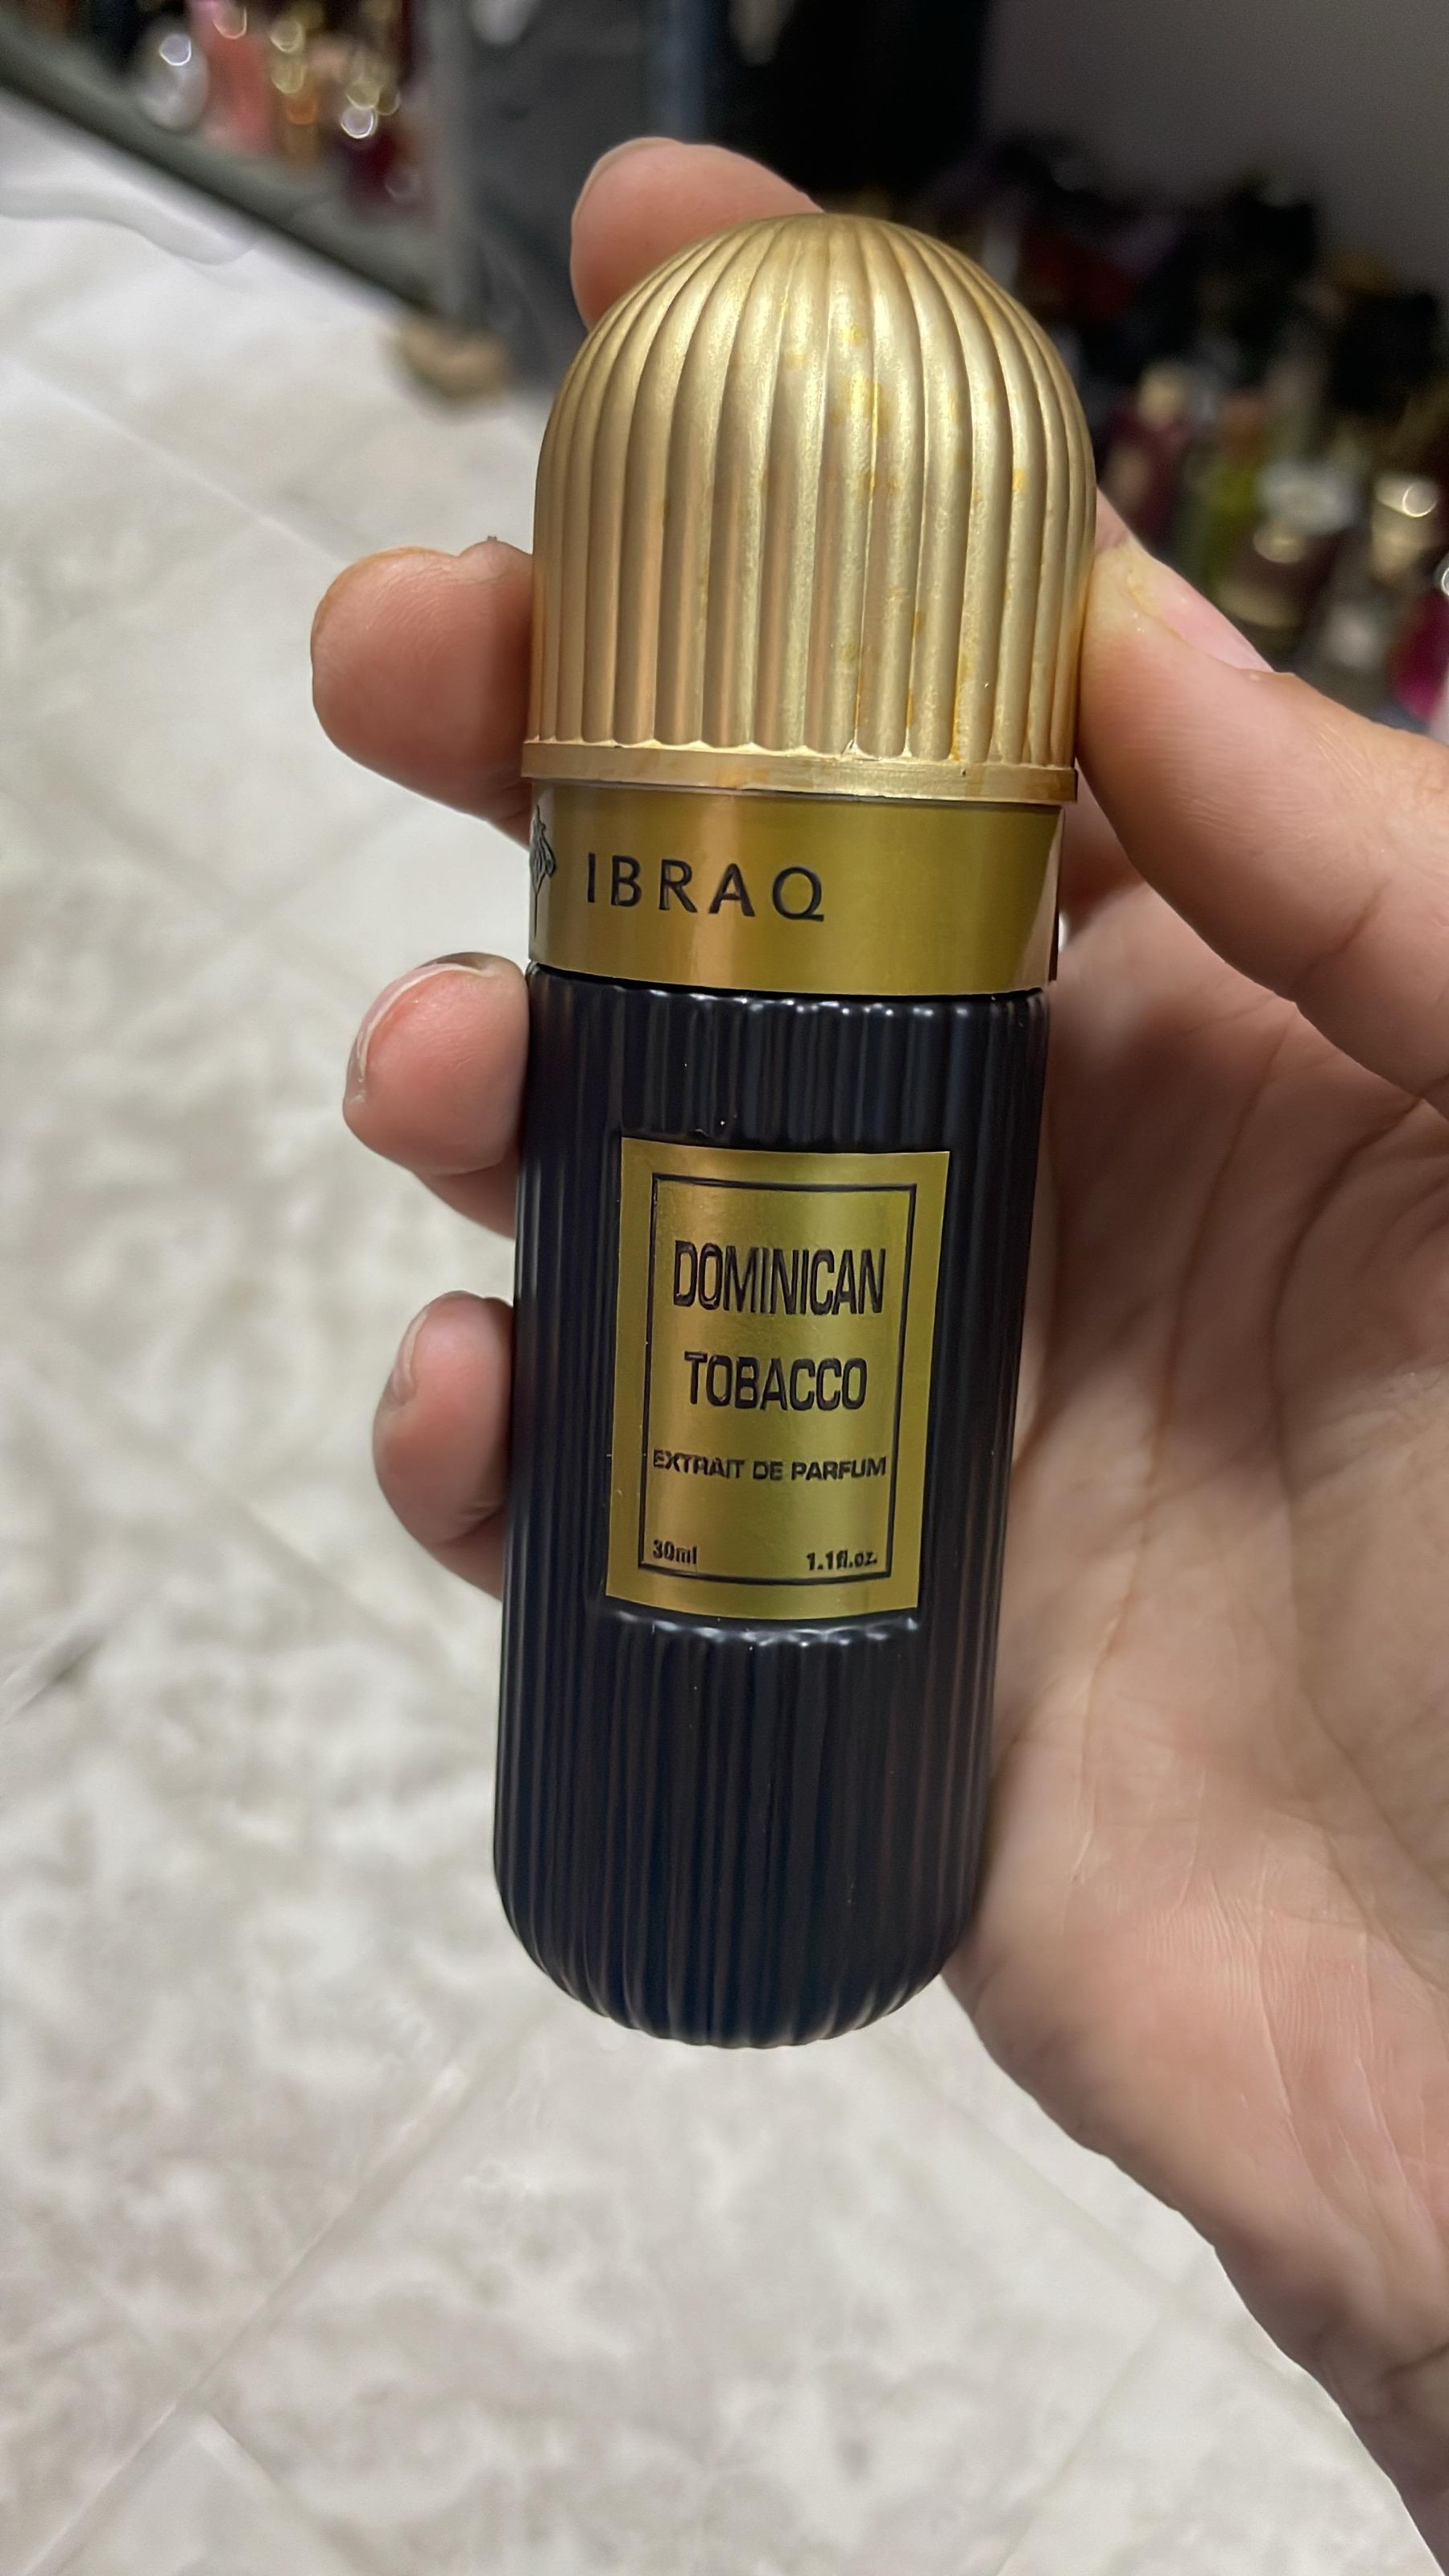 IBRAQ
DOMINICAN
TOBACCO
EXTRAIT DE PARFUM
30ml 1.1fl.oz.